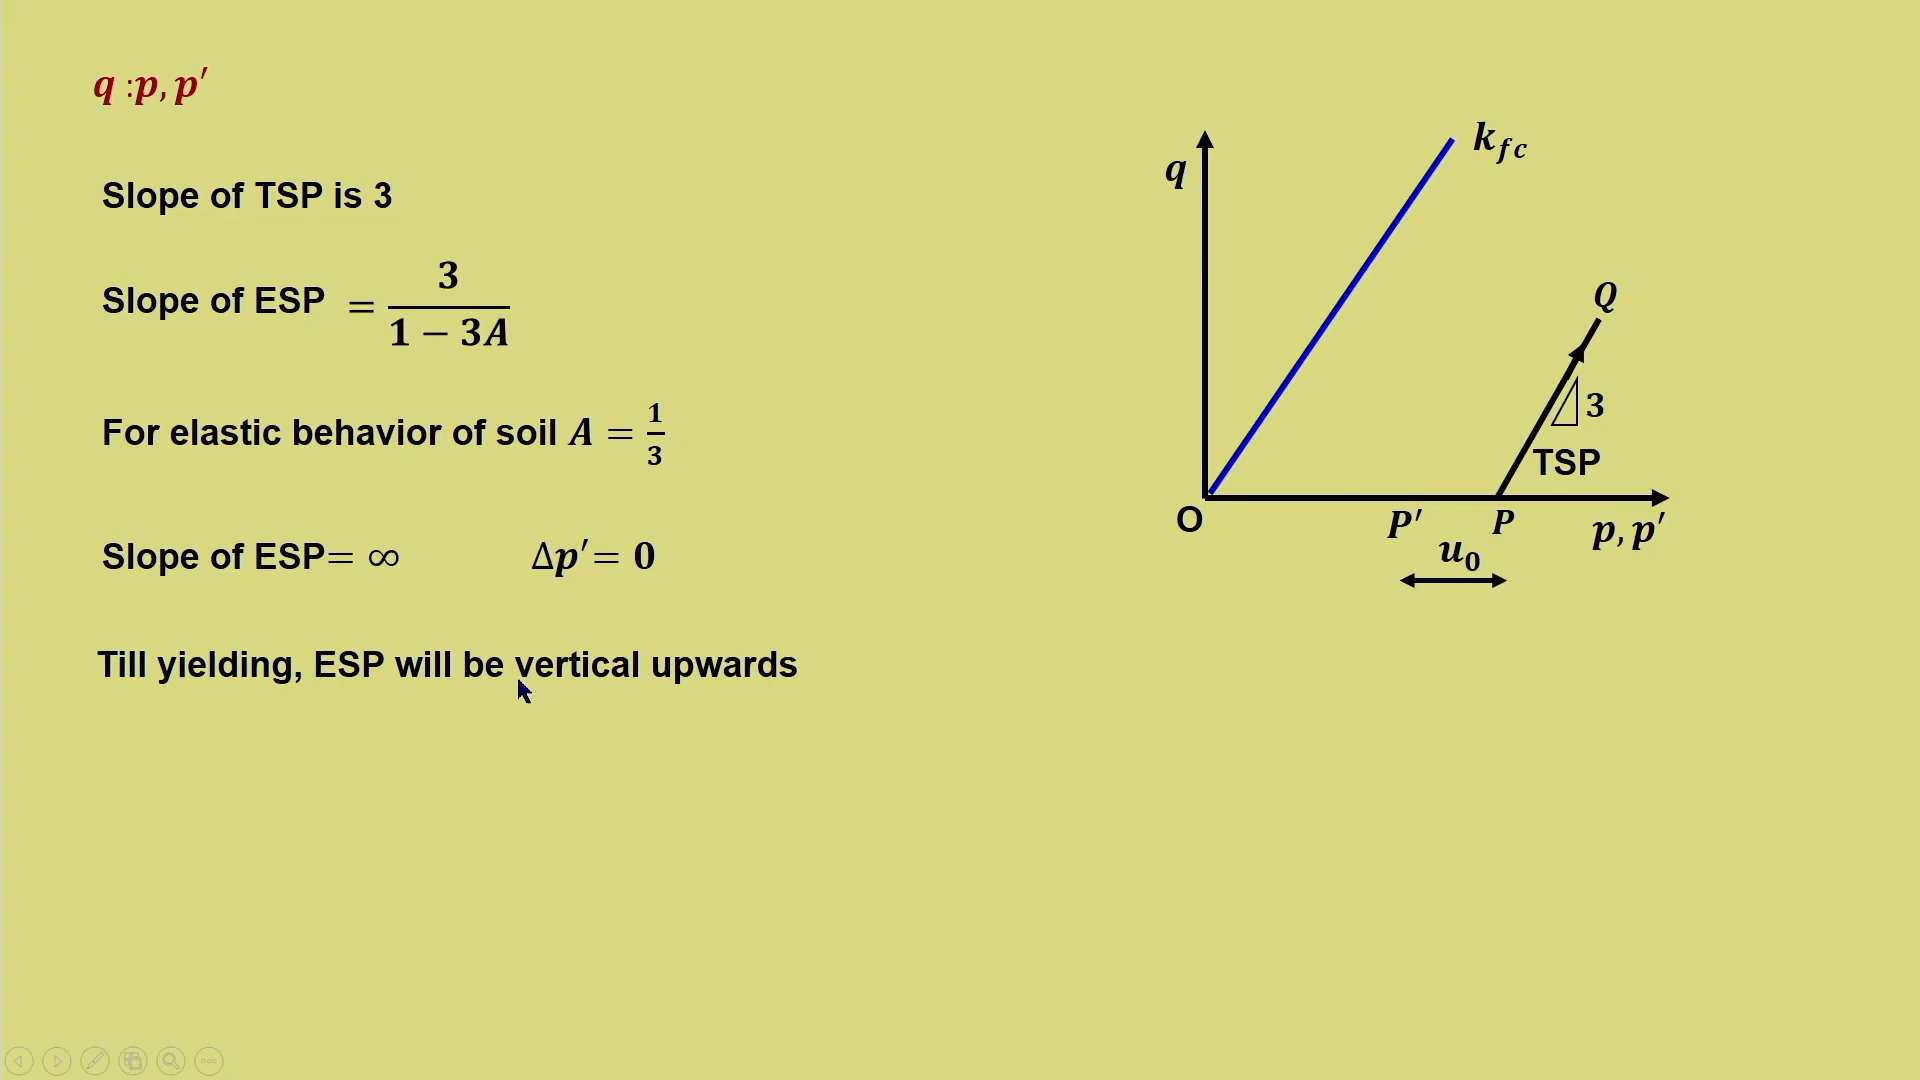 q :p, p′
Slope of TSP is 3
Slope of ESP = 3 / (1 − 3A)
For elastic behavior of soil A = 1/3
Slope of ESP= ∞ Δp′= 0
Till yielding, ESP will be vertical upwards
k_fc
q
Q
3
TSP
O
P′
P
p, p′
u₀